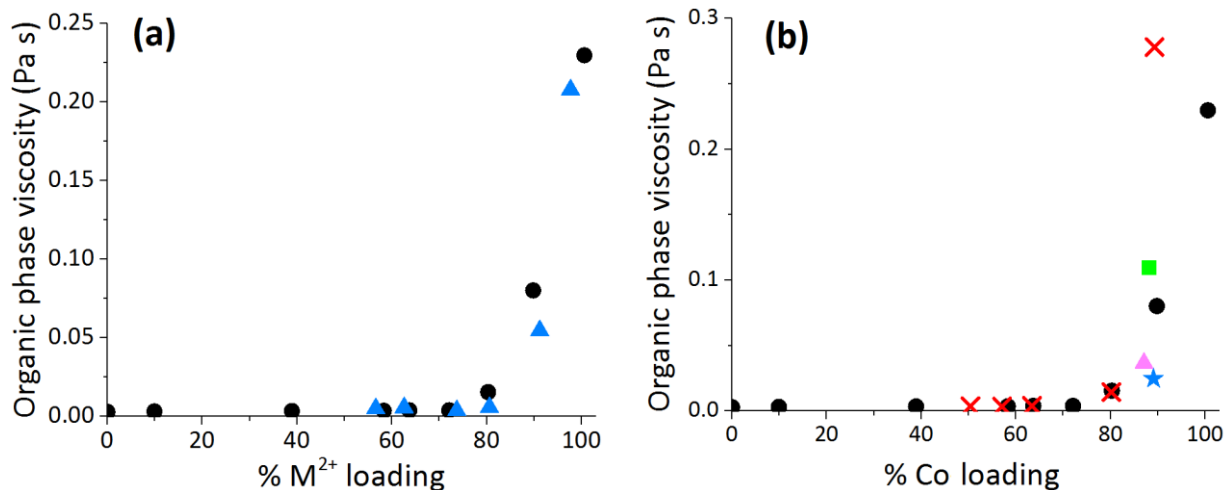 (a)
Organic phase viscosity (Pa s)
0.25
0.20
0.15
0.10
0.05
0.00
0 20 40 60 80 100
% M²⁺ loading
(b)
Organic phase viscosity (Pa s)
0.3
0.2
0.1
0.0
0 20 40 60 80 100
% Co loading